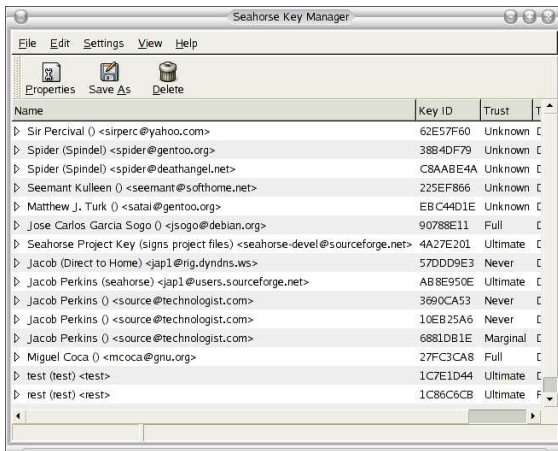 Seahorse Key Manager
File Edit Settings View Help
Properties Save As Delete
Name Key ID Trust T
Sir Percival () <sirperc@yahoo.com> 62E57F60 Unknown D
Spider (Spindel) <spider@gentoo.org> 38B4DF79 Unknown D
Spider (Spindel) <spider@deathangel.net> C8AABE4A Unknown D
Seemant Kulleen () <seemant@softhome.net> 225EF866 Unknown D
Matthew J. Turk () <satai@gentoo.org> EBC44D1E Unknown D
Jose Carlos Garcia Sogo () <jsogo@debian.org> 90788E11 Full D
Seahorse Project Key (signs project files) <seahorse-devel@sourceforge.net> 4A27E201 Ultimate D
Jacob (Direct to Home) <jap1@rig.dyndns.ws> 57DDD9E3 Never D
Jacob Perkins (seahorse) <jap1@users.sourceforge.net> AB8E950E Ultimate D
Jacob Perkins () <source@technologist.com> 3690CA53 Never D
Jacob Perkins () <source@technologist.com> 10EB25A6 Never D
Jacob Perkins () <source@technologist.com> 6881DB1E Marginal D
Miguel Coca () <mcoca@gnu.org> 27FC3CA8 Full D
test (test) <test> 1C7E1D44 Ultimate D
rest (rest) <rest> 1C86C6CB Ultimate F